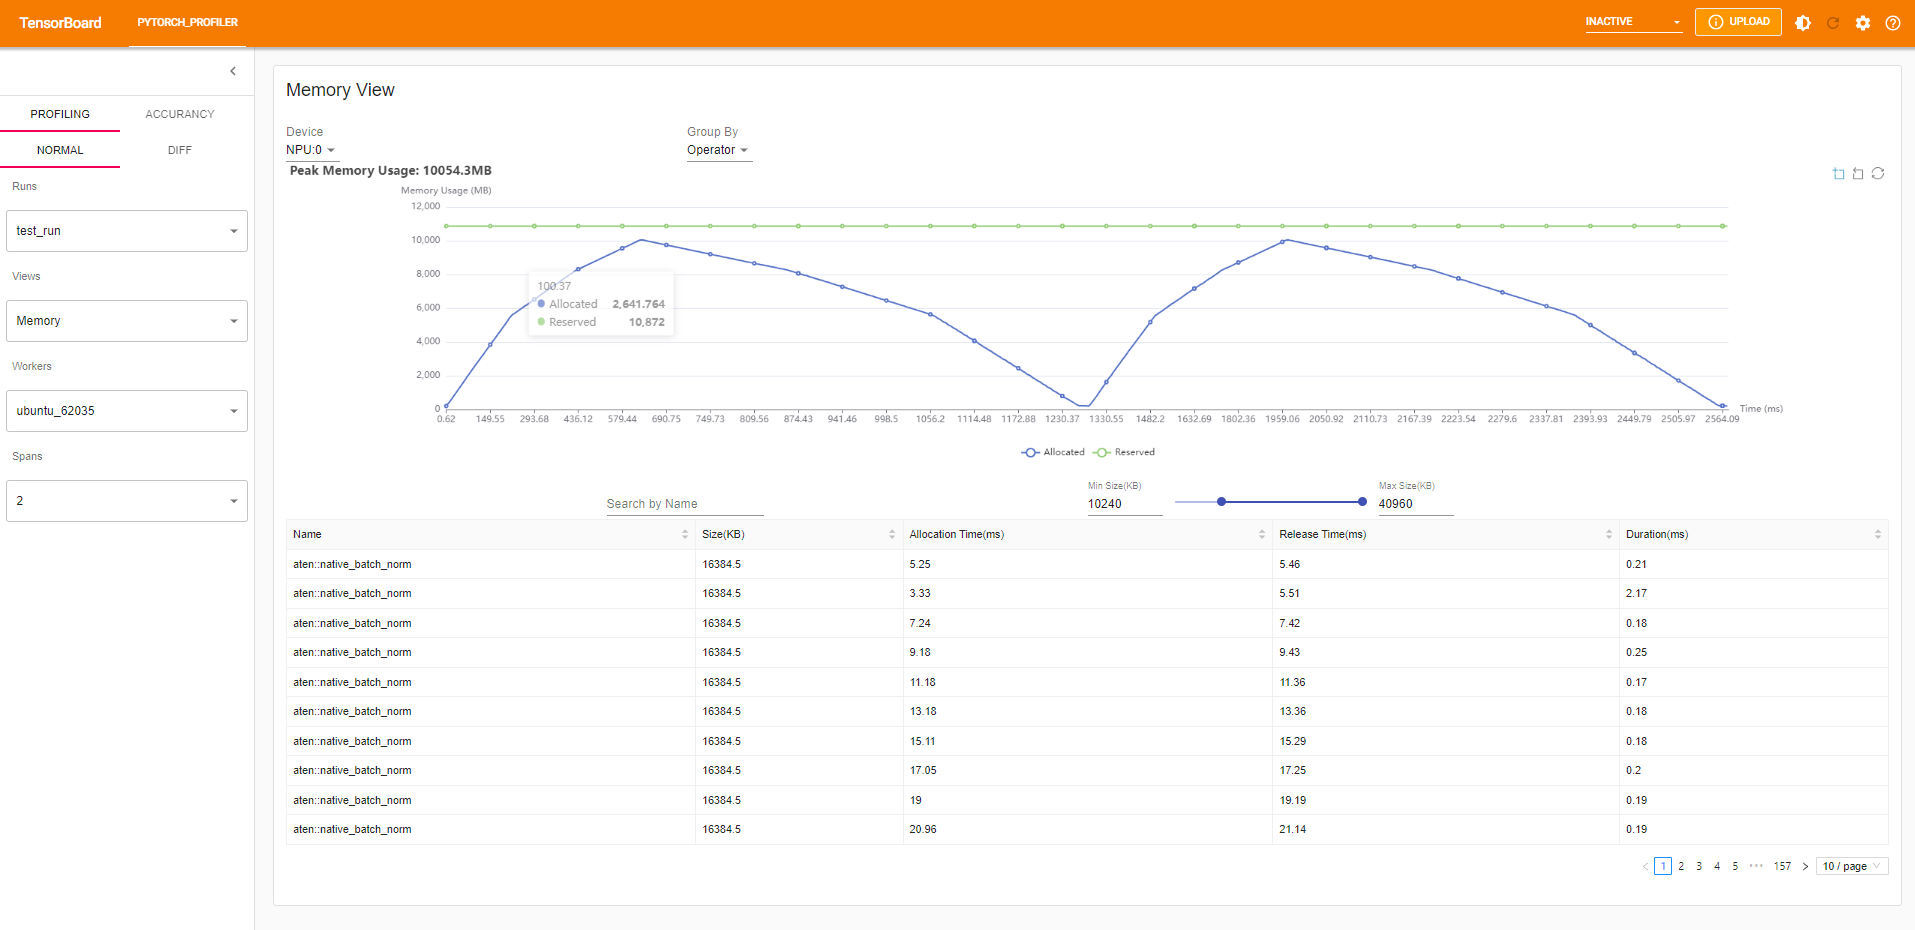 TensorBoard PYTORCH_PROFILER INACTIVE UPLOAD
PROFILING ACCURANCY
NORMAL DIFF
Runs
test_run
Views
Memory
Workers
ubuntu_62035
Spans
2
Memory View
Device Group By
NPU:0 Operator
Peak Memory Usage: 10054.3MB
Memory Usage (MB)
12,000
10,000
8,000
6,000
4,000
2,000
0
100.37
Allocated 2,641.764
Reserved 10,872
0.62 149.55 293.68 436.12 579.44 690.75 749.73 809.56 874.43 941.46 998.5 1056.2 1114.48 1172.88 1230.37 1330.55 1482.2 1632.69 1802.36 1959.06 2050.92 2110.73 2167.39 2223.54 2279.6 2337.81 2393.93 2449.79 2505.97 2564.09
Time (ms)
Allocated Reserved
Search by Name
Min Size(KB) Max Size(KB)
10240 40960
Name Size(KB) Allocation Time(ms) Release Time(ms) Duration(ms)
aten::native_batch_norm 16384.5 5.25 5.46 0.21
aten::native_batch_norm 16384.5 3.33 5.51 2.17
aten::native_batch_norm 16384.5 7.24 7.42 0.18
aten::native_batch_norm 16384.5 9.18 9.43 0.25
aten::native_batch_norm 16384.5 11.18 11.36 0.17
aten::native_batch_norm 16384.5 13.18 13.36 0.18
aten::native_batch_norm 16384.5 15.11 15.29 0.18
aten::native_batch_norm 16384.5 17.05 17.25 0.2
aten::native_batch_norm 16384.5 19 19.19 0.19
aten::native_batch_norm 16384.5 20.96 21.14 0.19
< 1 2 3 4 5 ••• 157 > 10 / page